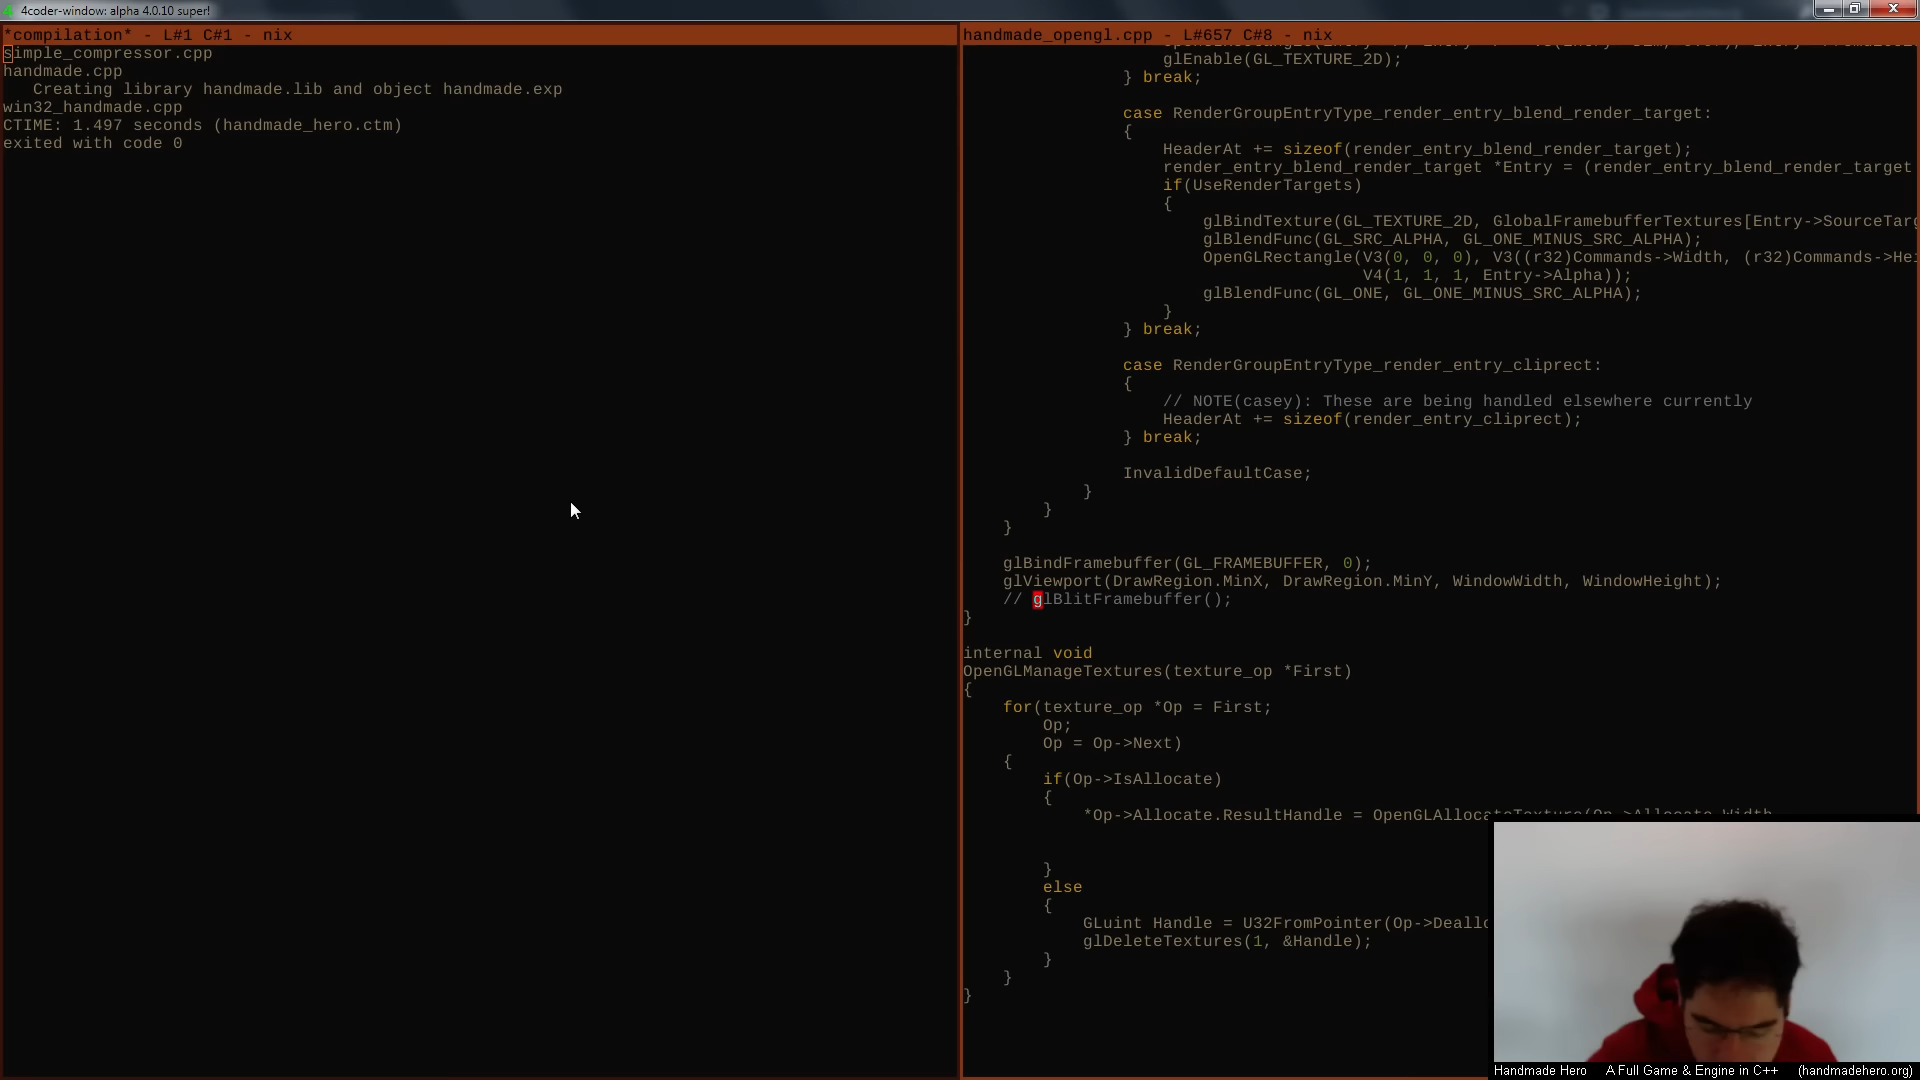 4coder-window: alpha 4.0.10 super!
*compilation* - L#1 C#1 - nix
simple_compressor.cpp
handmade.cpp
Creating library handmade.lib and object handmade.exp
win32_handmade.cpp
CTIME: 1.497 seconds (handmade_hero.ctm)
exited with code 0
handmade_opengl.cpp - L#657 C#8 - nix
glEnable(GL_TEXTURE_2D);
} break;
case RenderGroupEntryType_render_entry_blend_render_target:
{
HeaderAt += sizeof(render_entry_blend_render_target);
render_entry_blend_render_target *Entry = (render_entry_blend_render_target
if(UseRenderTargets)
{
glBindTexture(GL_TEXTURE_2D, GlobalFramebufferTextures[Entry->SourceTarg
glBlendFunc(GL_SRC_ALPHA, GL_ONE_MINUS_SRC_ALPHA);
OpenGLRectangle(V3(0, 0, 0), V3((r32)Commands->Width, (r32)Commands->Hei
V4(1, 1, 1, Entry->Alpha));
glBlendFunc(GL_ONE, GL_ONE_MINUS_SRC_ALPHA);
}
} break;
case RenderGroupEntryType_render_entry_cliprect:
{
// NOTE(casey): These are being handled elsewhere currently
HeaderAt += sizeof(render_entry_cliprect);
} break;
InvalidDefaultCase;
}
}
}
glBindFramebuffer(GL_FRAMEBUFFER, 0);
glViewport(DrawRegion.MinX, DrawRegion.MinY, WindowWidth, WindowHeight);
// glBlitFramebuffer();
}
internal void
OpenGLManageTextures(texture_op *First)
{
for(texture_op *Op = First;
Op;
Op = Op->Next)
{
if(Op->IsAllocate)
{
*Op->Allocate.ResultHandle = OpenGLAllocateTexture(Op->Allocate.Width,
}
else
{
GLuint Handle = U32FromPointer(Op->Deallo
glDeleteTextures(1, &Handle);
}
}
}
Handmade Hero A Full Game & Engine in C++ (handmadehero.org)